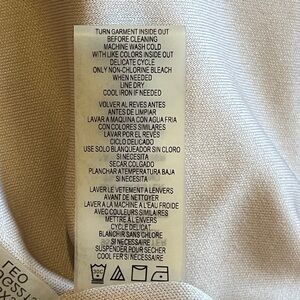 TURN GARMENT INSIDE OUT
BEFORE CLEANING
MACHINE WASH COLD
WITH LIKE COLORS INSIDE OUT
DELICATE CYCLE
ONLY NON-CHLORINE BLEACH
WHEN NEEDED
LINE DRY
COOL IRON IF NEEDED
VOLVER AL REVES ANTES
ANTES DE LIMPIAR
LAVAR A MAQUINA CON AGUA FRIA
CON COLORES SIMILARES
LAVAR POR DENTRO
CICLO DELICADO
USE SOLO BLANQUEADOR SIN CLORO
SI NECESITA
SECAR COLGADO
PLANCHAR A TEMPERATURA BAJA
SI NECESITA
LAVER LE VETEMENT A L'ENVERS
AVANT DE NETTOYER
LAVER A LA MACHINE A L'EAU FROIDE
AVEC COULEURS SIMILAIRES
METTRE A L'ENVERS
CYCLE DELICAT
BLANCHIR SANS CHLORE
SI NECESSAIRE
SUSPENDRE POUR SECHER
COOL FER SI NECESSAIRE